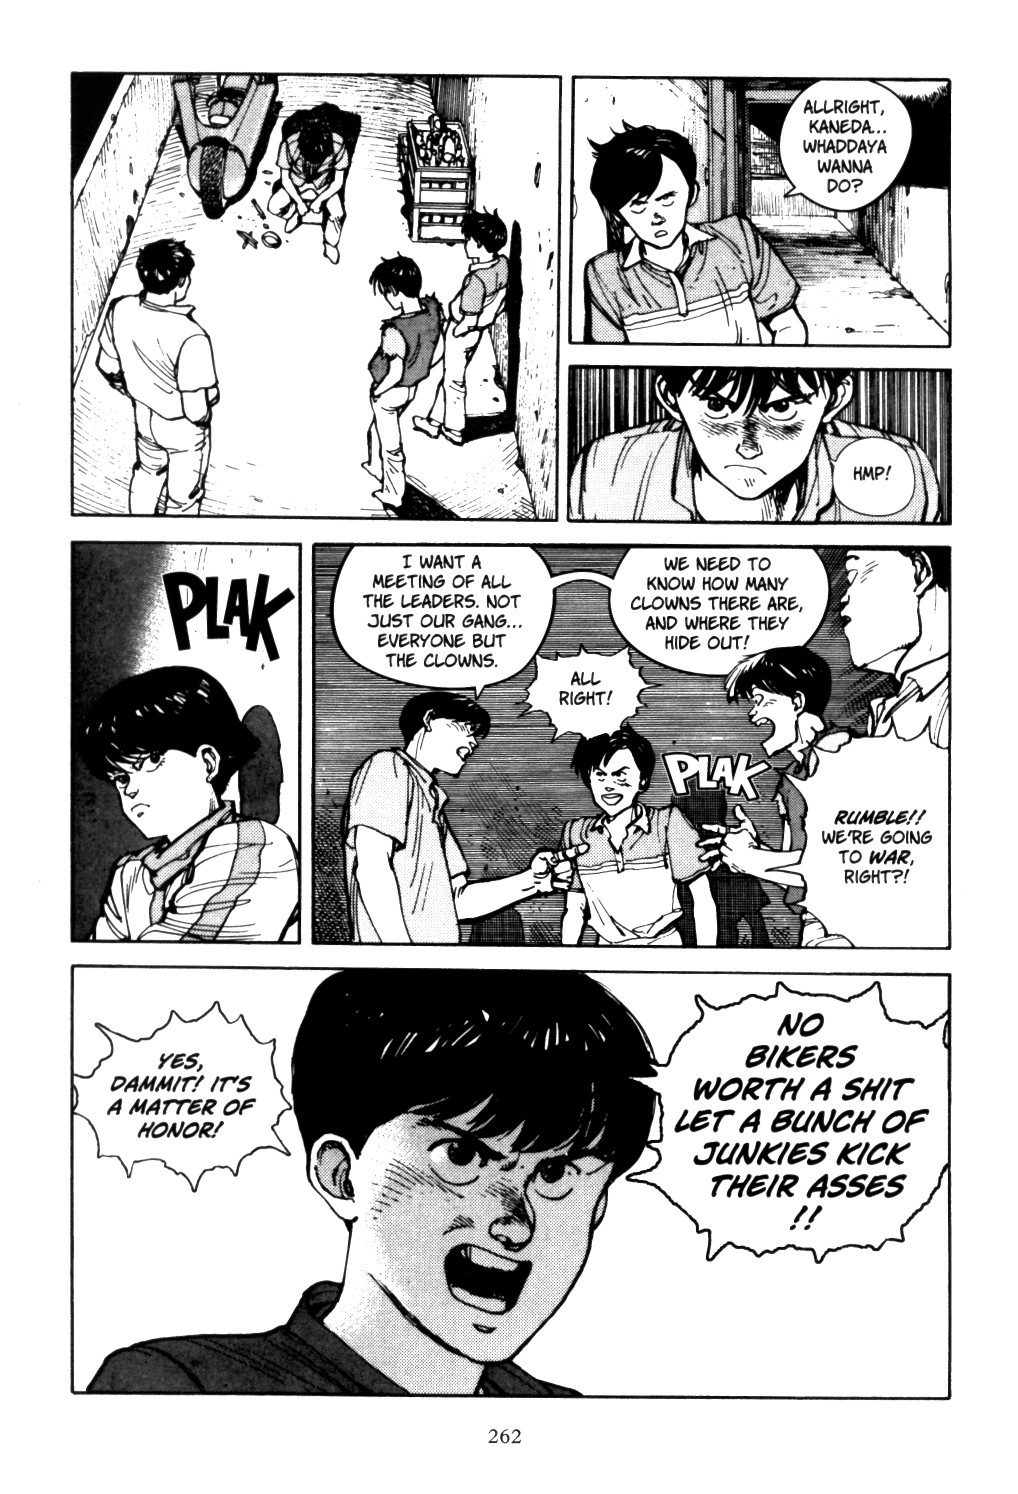 ALLRIGHT,
KANEDA...
WHADDAYA
WANNA
DO?
HMP!
PLAK
I WANT A
MEETING OF ALL
THE LEADERS. NOT
JUST OUR GANG...
EVERYONE BUT
THE CLOWNS.
WE NEED TO
KNOW HOW MANY
CLOWNS THERE ARE,
AND WHERE THEY
HIDE OUT!
ALL
RIGHT!
PLAK
RUMBLE!!
WE'RE GOING
TO WAR,
RIGHT?!
YES,
DAMMIT! IT'S
A MATTER OF
HONOR!
NO
BIKERS
WORTH A SHIT
LET A BUNCH OF
JUNKIES KICK
THEIR ASSES
!!
262